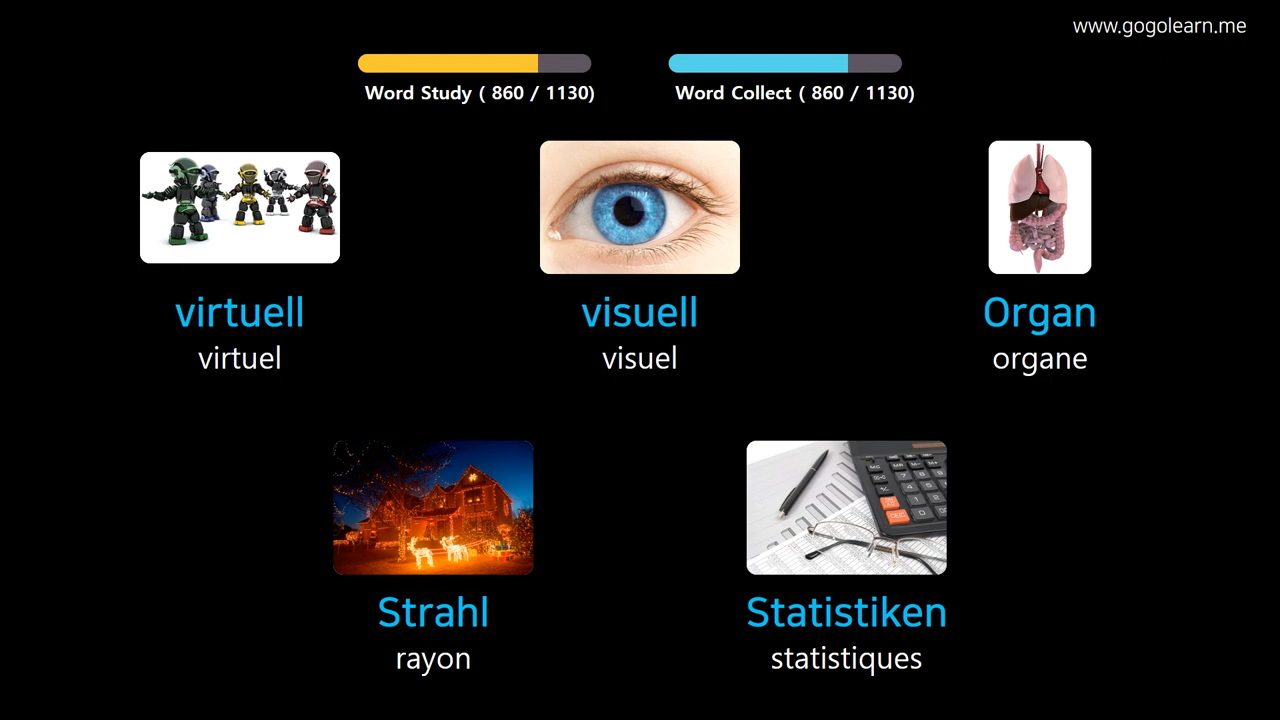 www.gogolearn.me
Word Study ( 860 / 1130)
Word Collect ( 860 / 1130)
virtuell
virtuel
visuell
visuel
Organ
organe
Strahl
rayon
Statistiken
statistiques